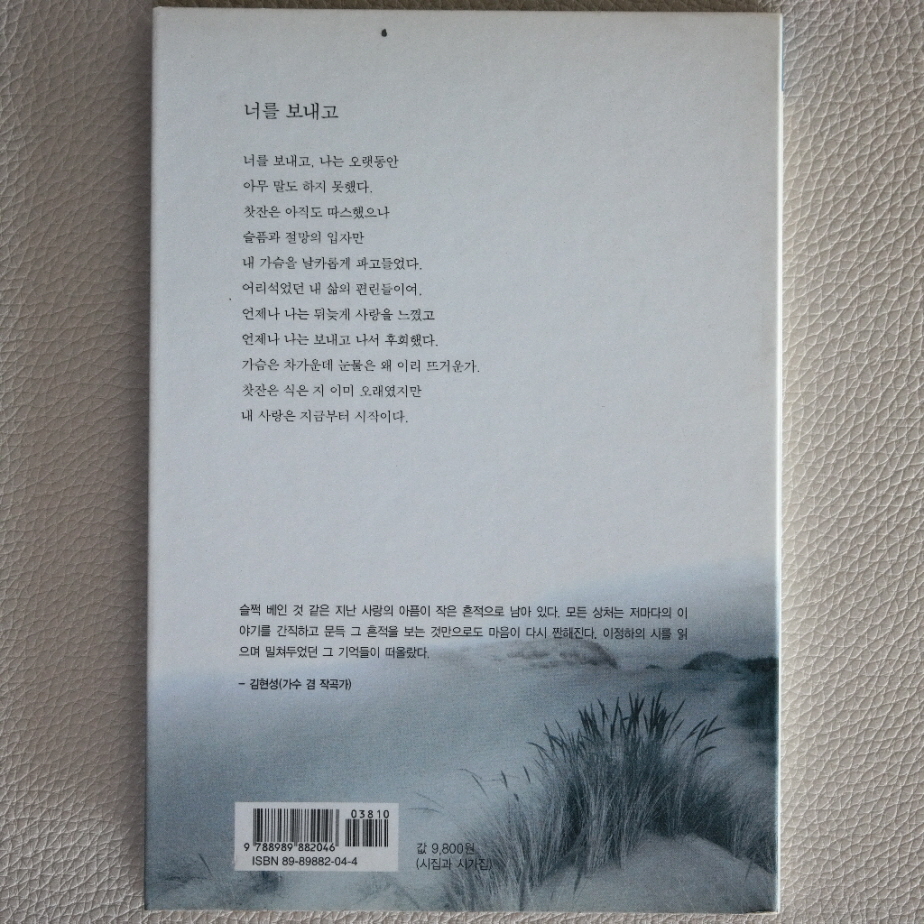 너를 보내고
너를 보내고, 나는 오랫동안
아무 말도 하지 못했다.
찻잔은 아직도 따스했으나
슬픔과 절망의 입자만
내 가슴을 날카롭게 파고들었다.
어리석었던 내 삶의 편린들이여.
언제나 나는 뒤늦게 사랑을 느꼈고
언제나 나는 보내고 나서 후회했다.
가슴은 차가운데 눈물은 왜 이리 뜨거운가.
찻잔은 식은 지 이미 오래였지만
내 사랑은 지금부터 시작이다.
슬쩍 베인 것 같은 지난 사랑의 아픔이 작은 흔적으로 남아 있다. 모든 상처는 저마다의 이
야기를 간직하고 문득 그 흔적을 보는 것만으로도 마음이 다시 짠해진다. 이정하의 시를 읽
으며 밀쳐두었던 그 기억들이 떠올랐다.
– 김현성(가수 겸 작곡가)
03810
9 788989 882046
ISBN 89-89882-04-4
값 9,800원
(시집과 시가집)